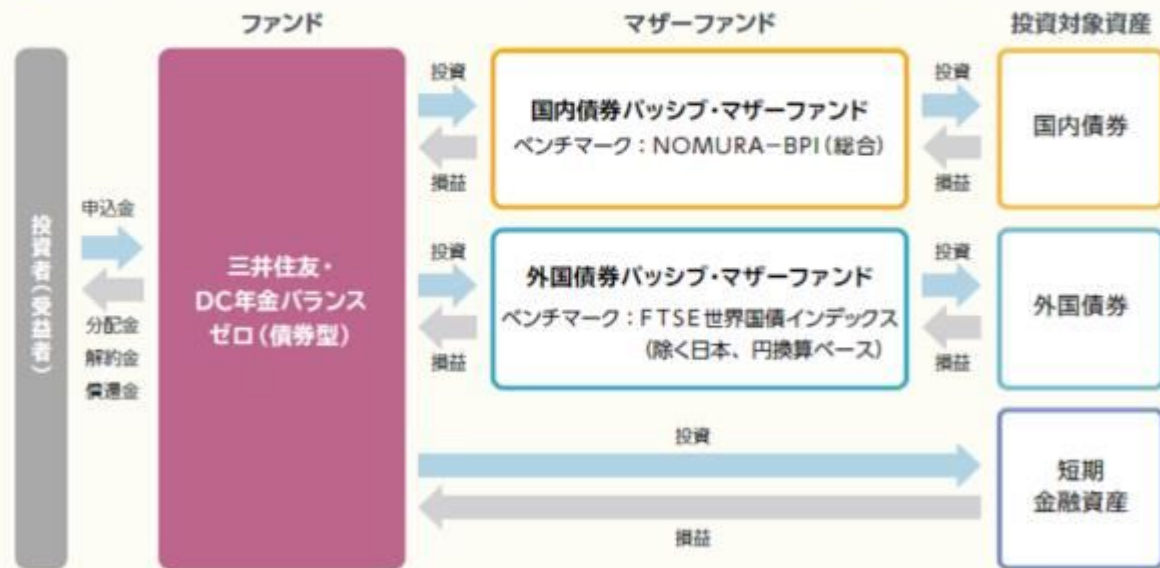 ファンド
マザーファンド
投資対象資産
投資者(受益者)
申込金
分配金
解約金
償還金
三井住友・
DC年金バランス
ゼロ(債券型)
投資
損益
国内債券パッシブ・マザーファンド
ベンチマーク：NOMURA－BPI(総合)
投資
損益
国内債券
投資
損益
外国債券パッシブ・マザーファンド
ベンチマーク：FTSE世界国債インデックス
(除く日本、円換算ベース)
投資
損益
外国債券
投資
損益
短期
金融資産